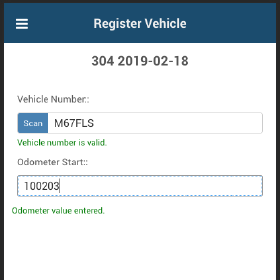 Register Vehicle
304 2019-02-18
Vehicle Number::
Scan M67FLS
Vehicle number is valid.
Odometer Start::
100203
Odometer value entered.